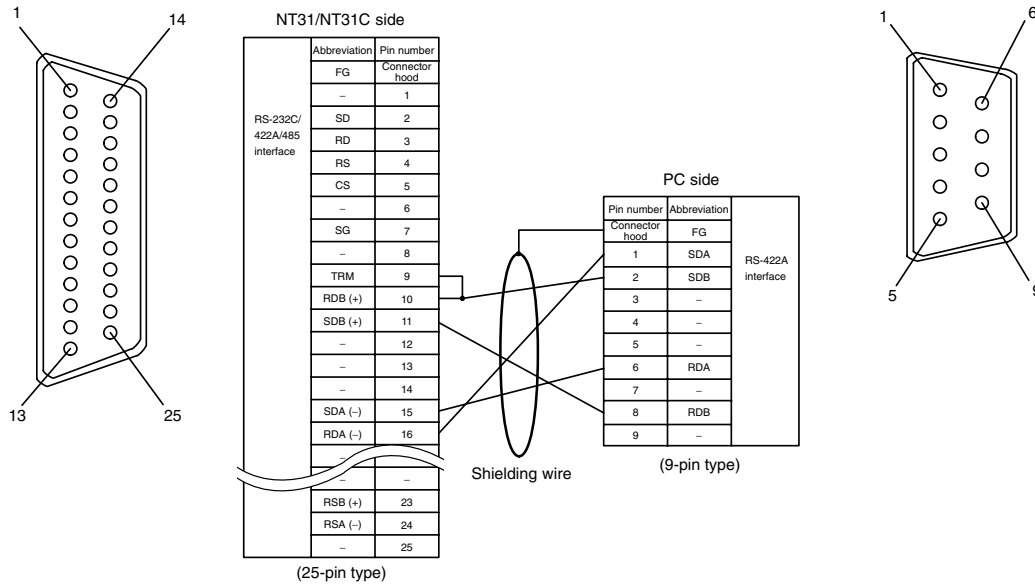 1
14
13
25
NT31/NT31C side
RS-232C/
422A/485
interface
Abbreviation Pin number
FG Connector hood
– 1
SD 2
RD 3
RS 4
CS 5
– 6
SG 7
– 8
TRM 9
RDB (+) 10
SDB (+) 11
– 12
– 13
– 14
SDA (–) 15
RDA (–) 16
–
– –
RSB (+) 23
RSA (–) 24
– 25
(25-pin type)
Shielding wire
PC side
Pin number Abbreviation
Connector hood FG
1 SDA
2 SDB
3 –
4 –
5 –
6 RDA
7 –
8 RDB
9 –
RS-422A
interface
(9-pin type)
1
6
5
9